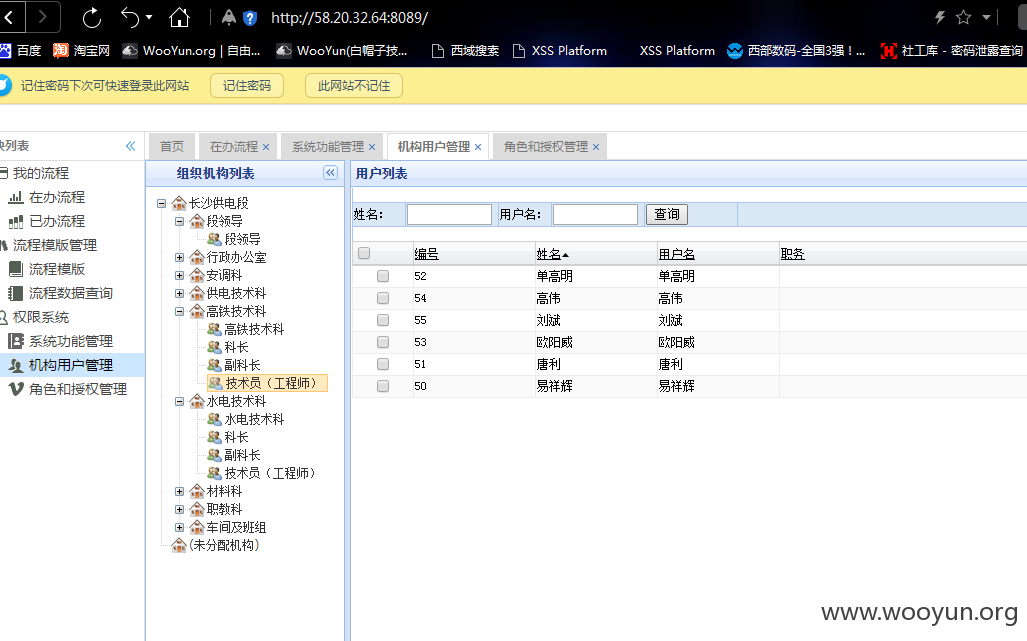 http://58.20.32.64:8089/
百度 淘宝网 WooYun.org | 自由... WooYun(白帽子技... 西域搜索 XSS Platform XSS Platform 西部数码-全国3强！... 社工库 - 密码泄露查询
记住密码下次可快速登录此网站 记住密码 此网站不记住
块列表 首页 在办流程 × 系统功能管理 × 机构用户管理 × 角色和授权管理 ×
我的流程
在办流程
已办流程
流程模版管理
流程模版
流程数据查询
权限系统
系统功能管理
机构用户管理
角色和授权管理
组织机构列表
长沙供电段
段领导
段领导
行政办公室
安调科
供电技术科
高铁技术科
高铁技术科
科长
副科长
技术员（工程师）
水电技术科
水电技术科
科长
副科长
技术员（工程师）
材料科
职教科
车间及班组
(未分配机构)
用户列表
姓名: 用户名: 查询
编号 姓名 用户名 职务
52 单高明 单高明
54 高伟 高伟
55 刘斌 刘斌
53 欧阳威 欧阳威
51 唐利 唐利
50 易祥辉 易祥辉
www.wooyun.org